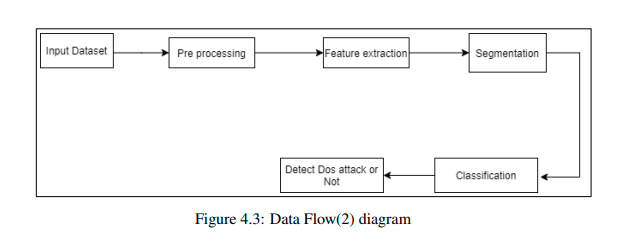 Input Dataset
Pre processing
Feature extraction
Segmentation
Detect Dos attack or
Not
Classification
Figure 4.3: Data Flow(2) diagram